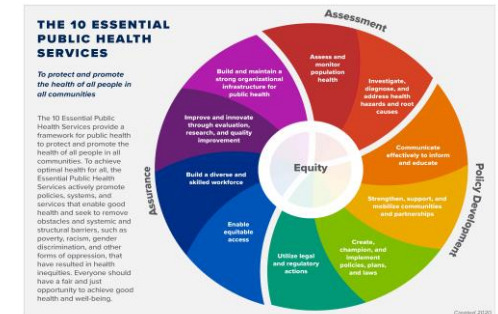 THE 10 ESSENTIAL
PUBLIC HEALTH
SERVICES
To protect and promote
the health of all people in
all communities
The 10 Essential Public
Health Services provide a
framework for public health
to protect and promote the
health of all people in all
communities. To achieve
optimal health for all, the
Essential Public Health
Services actively promote
policies, systems, and
services that enable good
health and seek to remove
obstacles and systemic and
structural barriers, such as
poverty, racism, gender
discrimination, and other
forms of oppression, that
have resulted in health
inequities. Everyone should
have a fair and just
opportunity to achieve good
health and well-being.
Assessment
Assess and
monitor
population
health
Investigate,
diagnose, and
address health
hazards and root
causes
Policy Development
Communicate
effectively to inform
and educate
Strengthen, support, and
mobilize communities
and partnerships
Create,
champion, and
implement
policies, plans,
and laws
Utilize legal
and regulatory
actions
Assurance
Enable
equitable
access
Build a diverse and
skilled workforce
Improve and innovate
through evaluation,
research, and quality
improvement
Build and maintain a
strong organizational
infrastructure for
public health
Equity
Created 2020